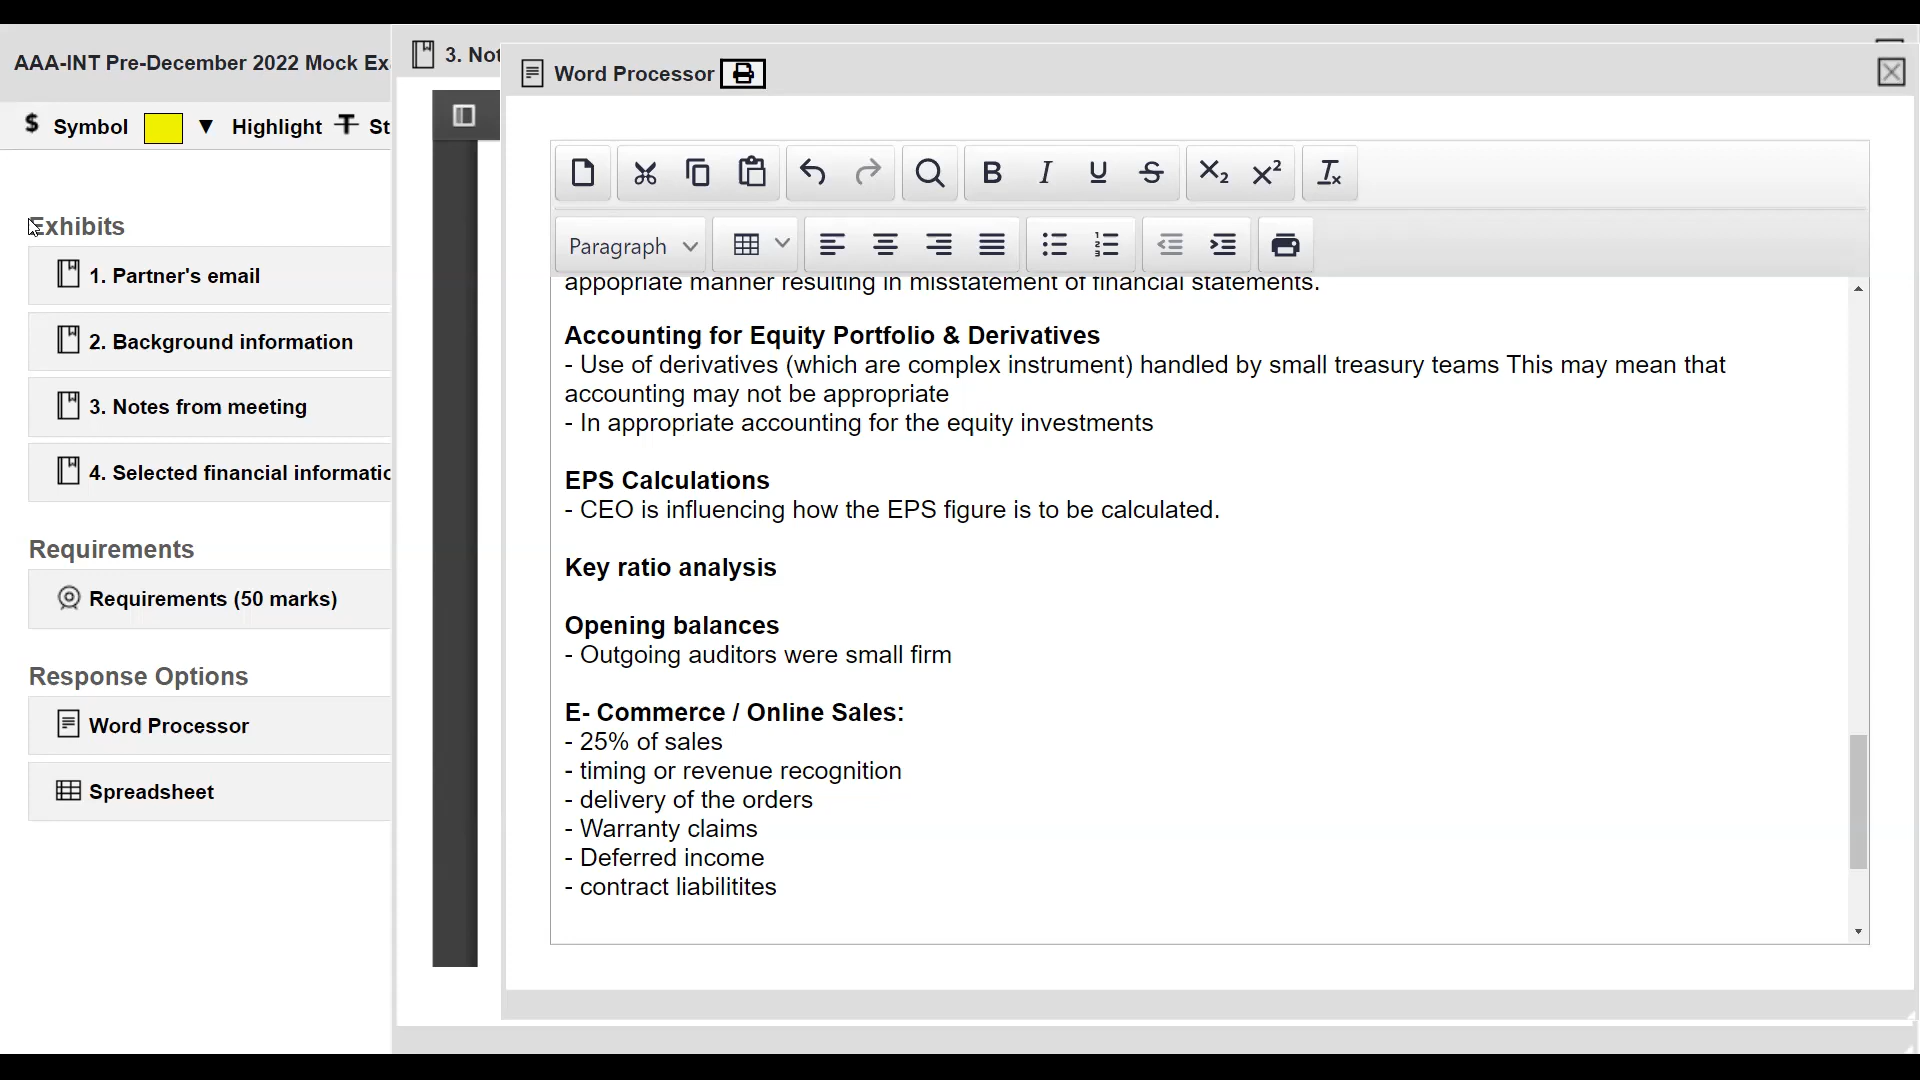 AAA-INT Pre-December 2022 Mock Ex
3. Not
Word Processor
Symbol
Highlight
St
Paragraph
Exhibits
1. Partner's email
2. Background information
3. Notes from meeting
4. Selected financial informatic
Requirements
Requirements (50 marks)
Response Options
Word Processor
Spreadsheet
appopriate manner resulting in misstatement of financial statements.
Accounting for Equity Portfolio & Derivatives
- Use of derivatives (which are complex instrument) handled by small treasury teams This may mean that
accounting may not be appropriate
- In appropriate accounting for the equity investments
EPS Calculations
- CEO is influencing how the EPS figure is to be calculated.
Key ratio analysis
Opening balances
- Outgoing auditors were small firm
E- Commerce / Online Sales:
- 25% of sales
- timing or revenue recognition
- delivery of the orders
- Warranty claims
- Deferred income
- contract liabilitites